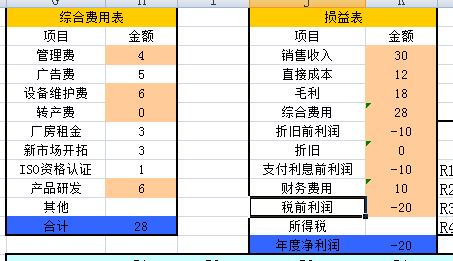 G H I J K
综合费用表 损益表
项目 金额 项目 金额
管理费 4 销售收入 30
广告费 5 直接成本 12
设备维护费 6 毛利 18
转产费 0 综合费用 28
厂房租金 3 折旧前利润 -10
新市场开拓 3 折旧 0
ISO资格认证 1 支付利息前利润 -10 R1
产品研发 6 财务费用 10 R2
其他 税前利润 -20 R3
合计 28 所得税 R4
年度净利润 -20